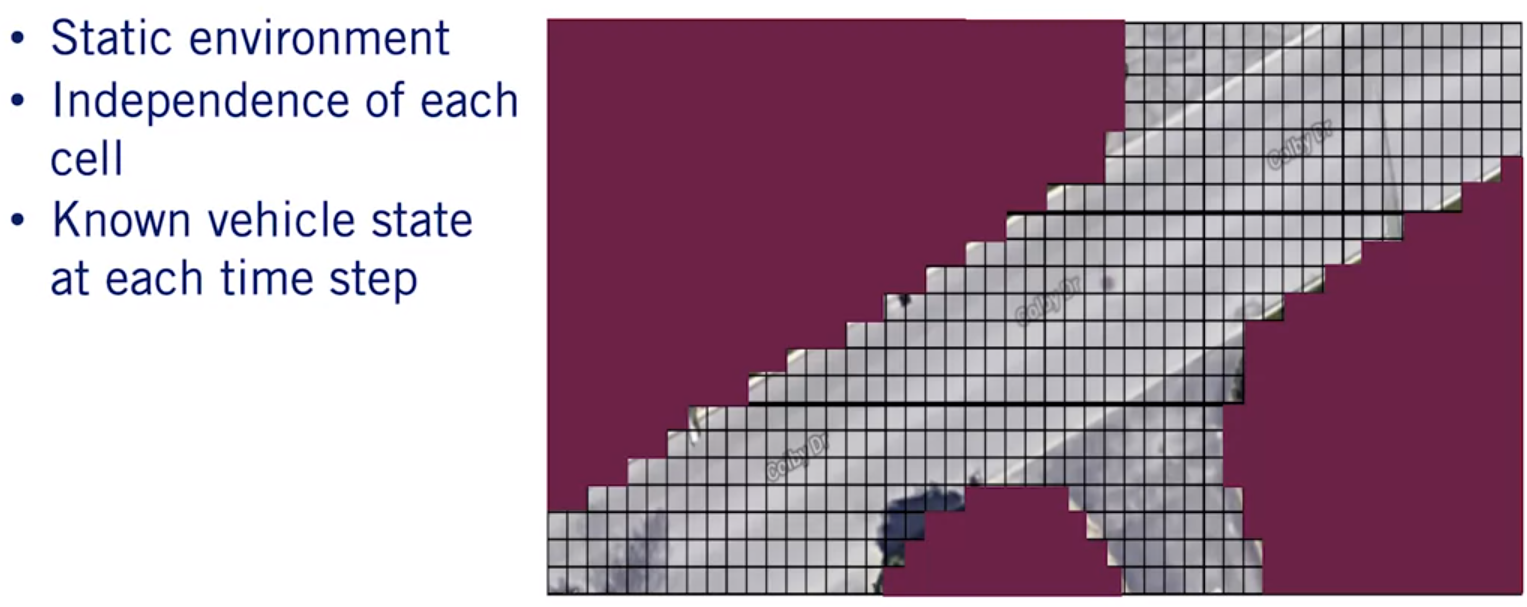 • Static environment
• Independence of each
cell
• Known vehicle state
at each time step
Colby Dr
Colby Dr
Colby Dr